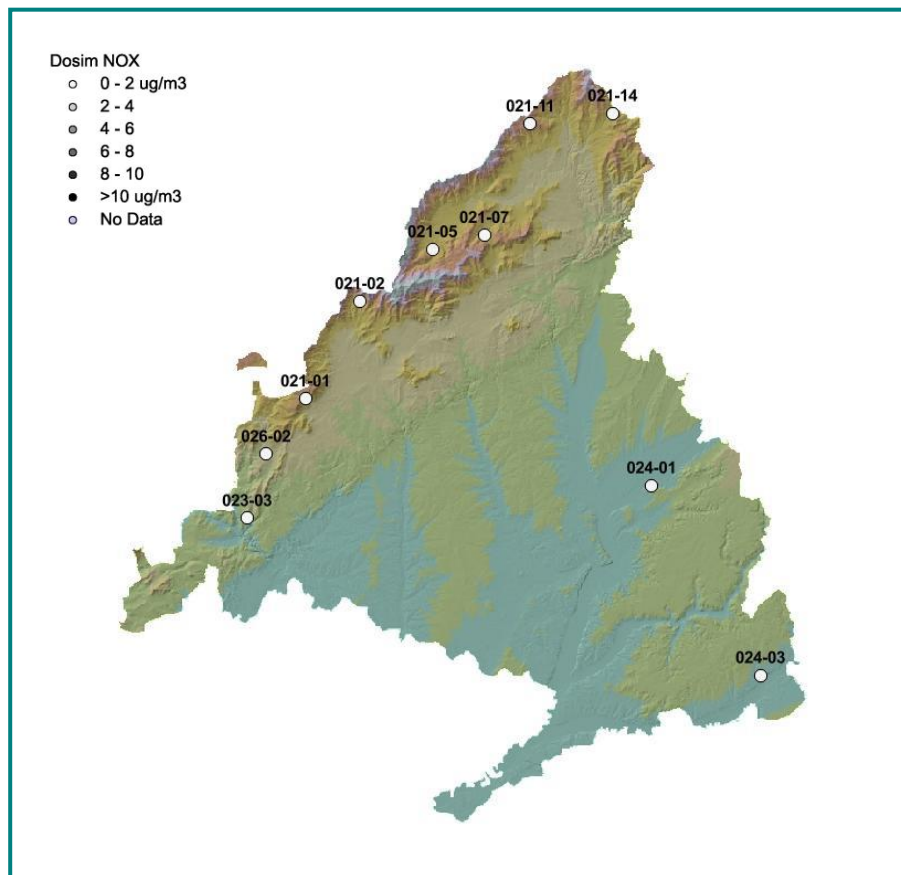 Dosim NOX
0 - 2 ug/m3
2 - 4
4 - 6
6 - 8
8 - 10
>10 ug/m3
No Data
021-14
021-11
021-07
021-05
021-02
021-01
026-02
024-01
023-03
024-03